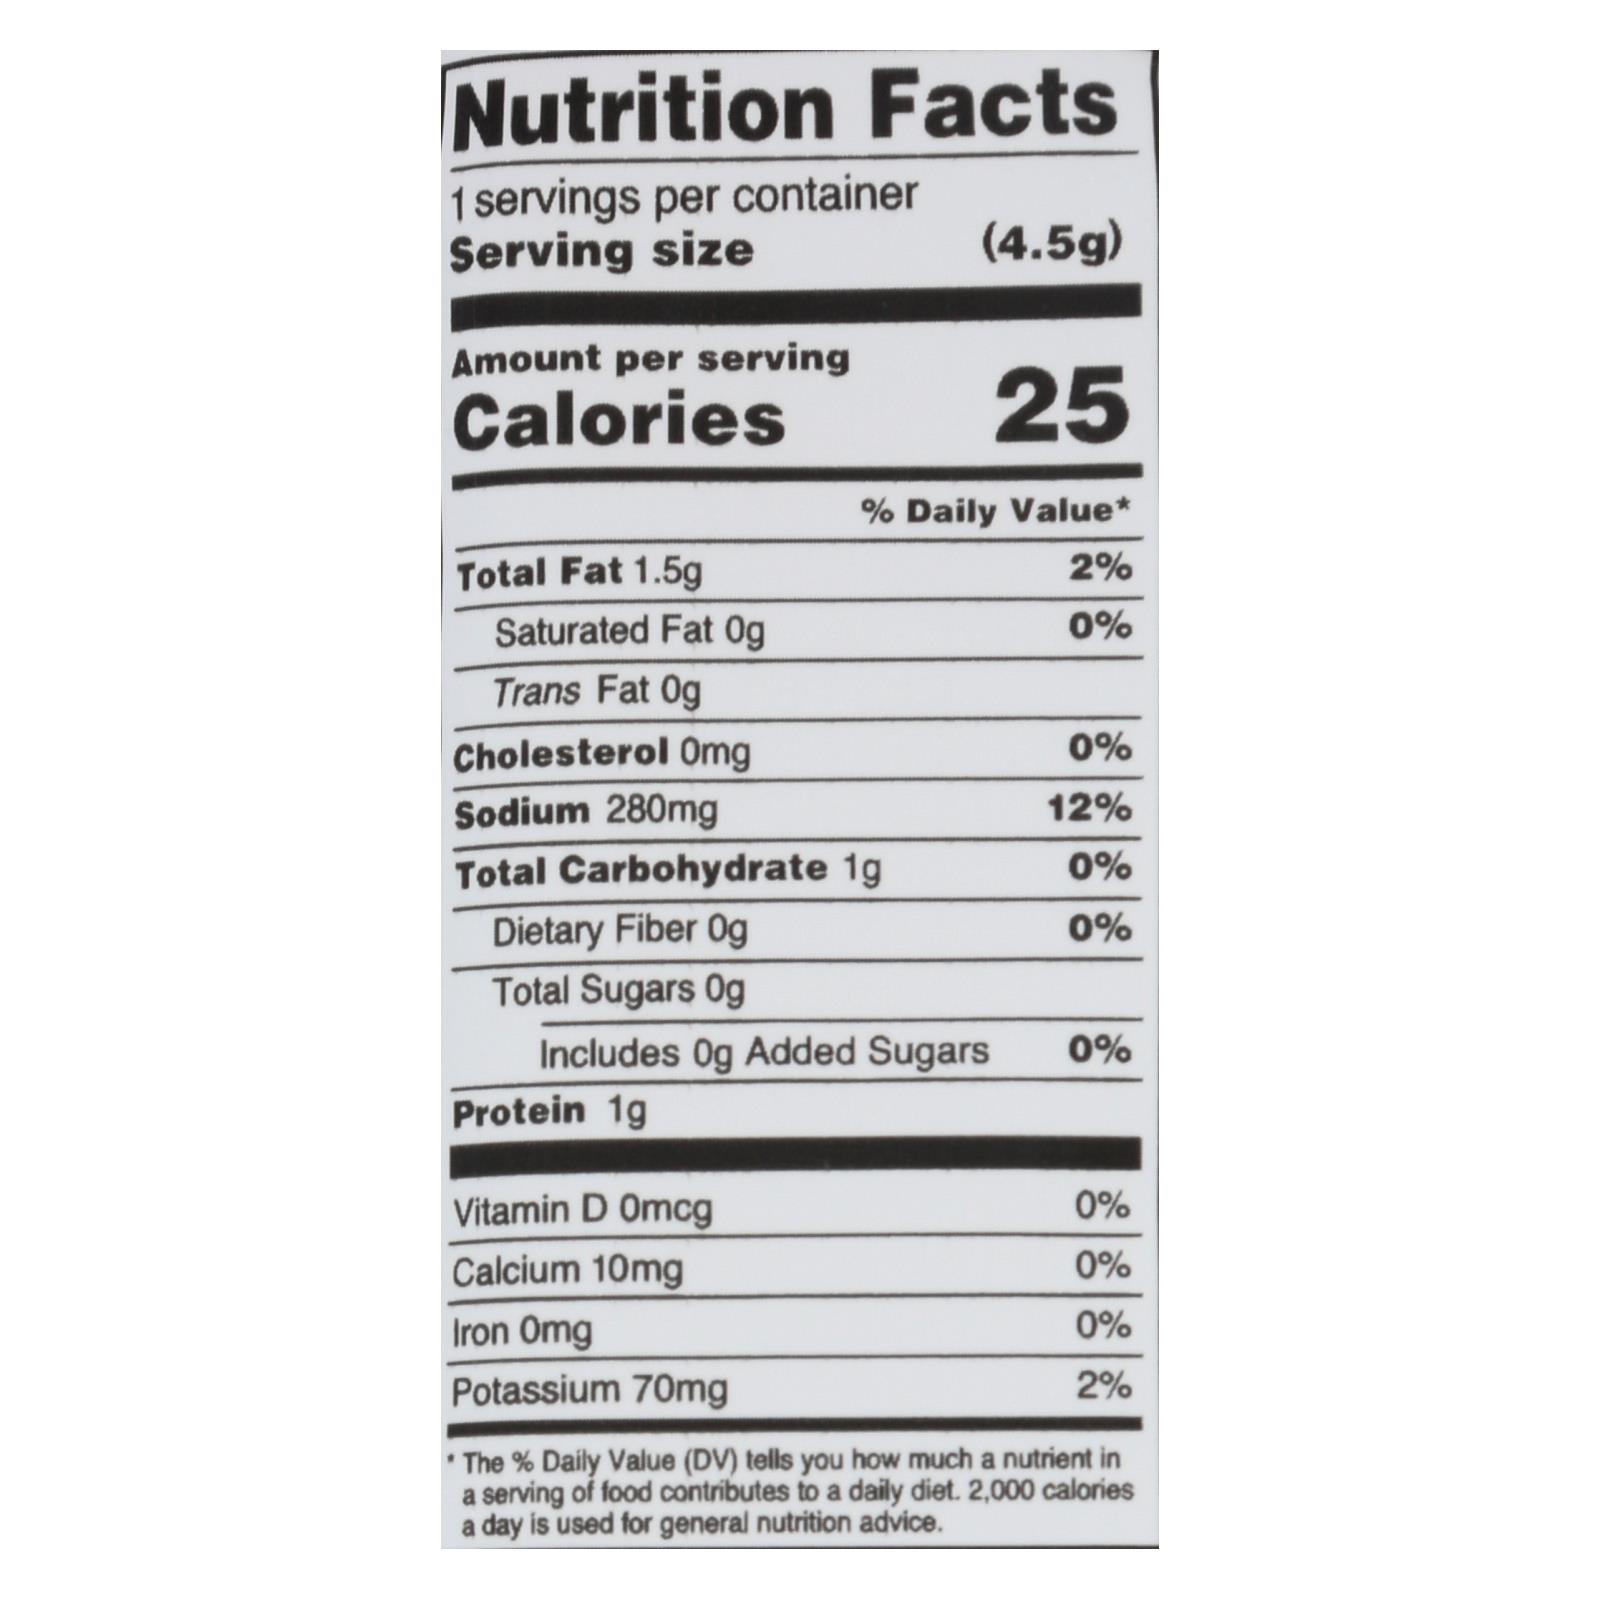 Nutrition Facts
1 servings per container
Serving size (4.5g)
Amount per serving
Calories 25
% Daily Value*
Total Fat 1.5g 2%
Saturated Fat 0g 0%
Trans Fat 0g
Cholesterol 0mg 0%
Sodium 280mg 12%
Total Carbohydrate 1g 0%
Dietary Fiber 0g 0%
Total Sugars 0g
Includes 0g Added Sugars 0%
Protein 1g
Vitamin D 0mcg 0%
Calcium 10mg 0%
Iron 0mg 0%
Potassium 70mg 2%
* The % Daily Value (DV) tells you how much a nutrient in
a serving of food contributes to a daily diet. 2,000 calories
a day is used for general nutrition advice.